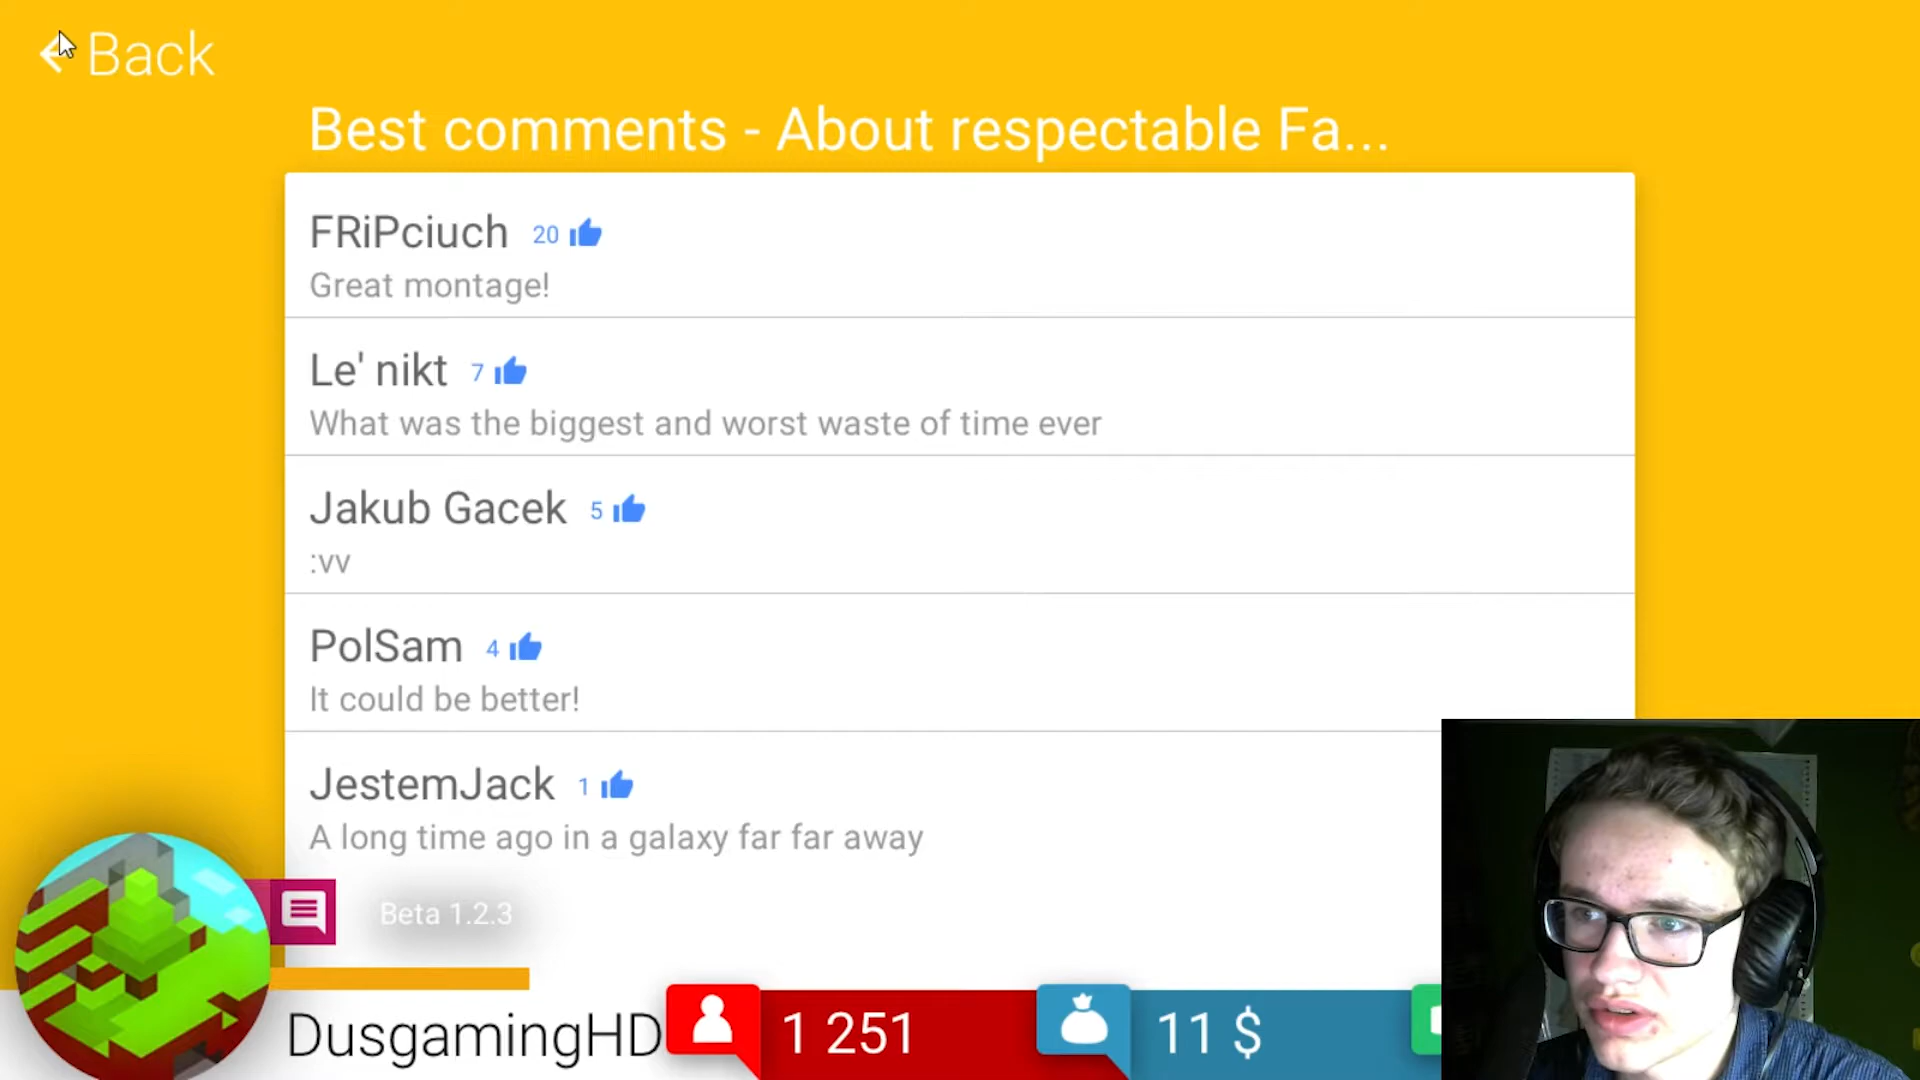 Back
Best comments - About respectable Fa...
FRiPciuch 20
Great montage!
Le' nikt 7
What was the biggest and worst waste of time ever
Jakub Gacek 5
:vv
PolSam 4
It could be better!
JestemJack 1
A long time ago in a galaxy far far away
Beta 1.2.3
DusgamingHD 1 251 11 $